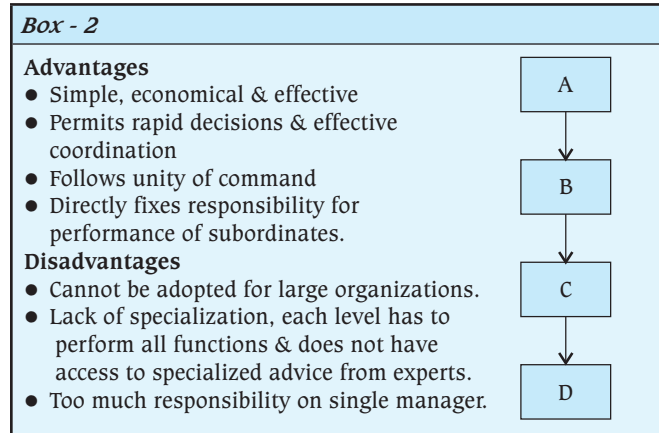 Box - 2
Advantages
● Simple, economical & effective
● Permits rapid decisions & effective
coordination
● Follows unity of command
● Directly fixes responsibility for
performance of subordinates.
Disadvantages
● Cannot be adopted for large organizations.
● Lack of specialization, each level has to
perform all functions & does not have
access to specialized advice from experts.
● Too much responsibility on single manager.
A
B
C
D